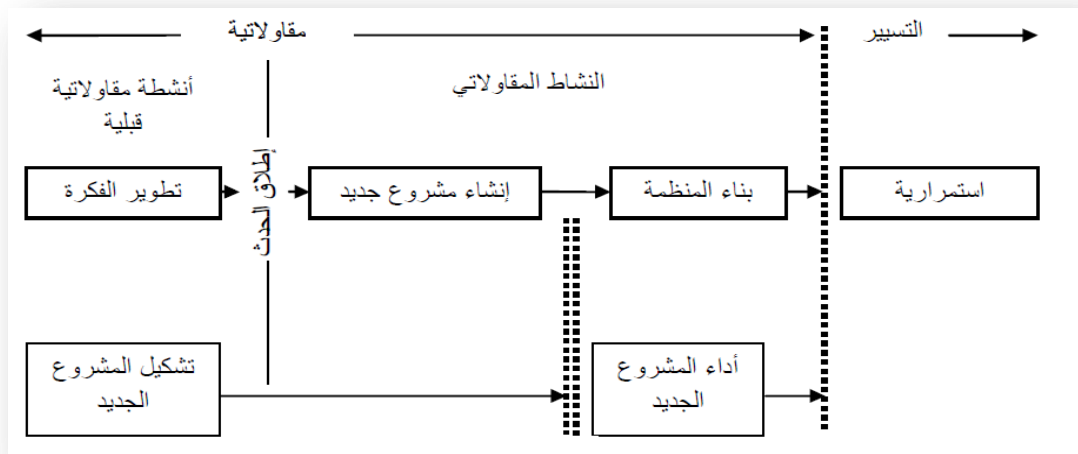 التسيير
مقاولاتية
النشاط المقاولاتي
أنشطة مقاولاتية
قبلية
إطلاق الحدث
تطوير الفكرة
إنشاء مشروع جديد
بناء المنظمة
استمرارية
تشكيل المشروع
الجديد
أداء المشروع
الجديد